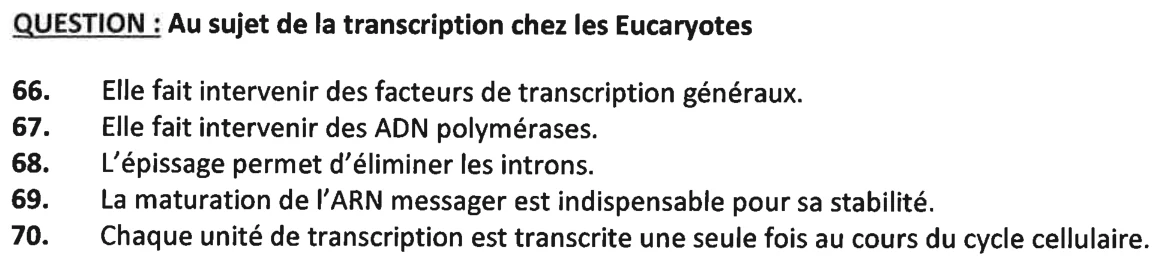 QUESTION : Au sujet de la transcription chez les Eucaryotes
66. Elle fait intervenir des facteurs de transcription généraux.
67. Elle fait intervenir des ADN polymérases.
68. L'épissage permet d'éliminer les introns.
69. La maturation de l'ARN messager est indispensable pour sa stabilité.
70. Chaque unité de transcription est transcrite une seule fois au cours du cycle cellulaire.